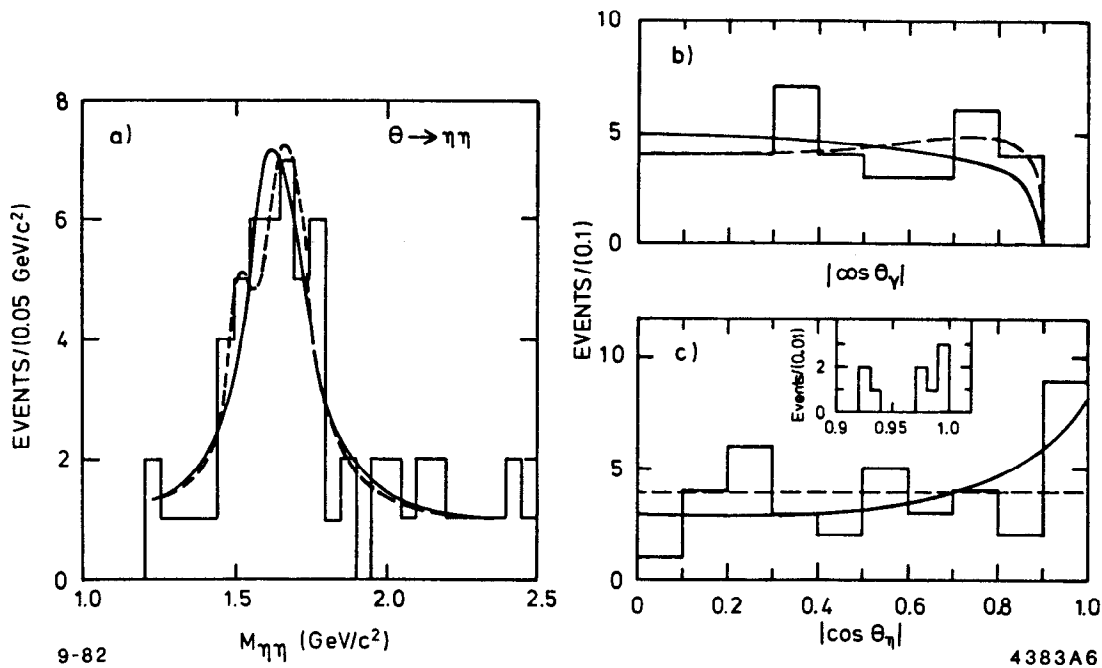 a)
θ → ηη
EVENTS/(0.05 GeV/c²)
8
6
4
2
0
1.0
1.5
2.0
2.5
Mηη (GeV/c²)
9-82
b)
10
5
0
EVENTS/(0.1)
|cos θγ|
c)
10
5
0
Events/(0.01)
2
0
0.9
0.95
1.0
0
0.2
0.4
0.6
0.8
1.0
|cos θη|
4383A6